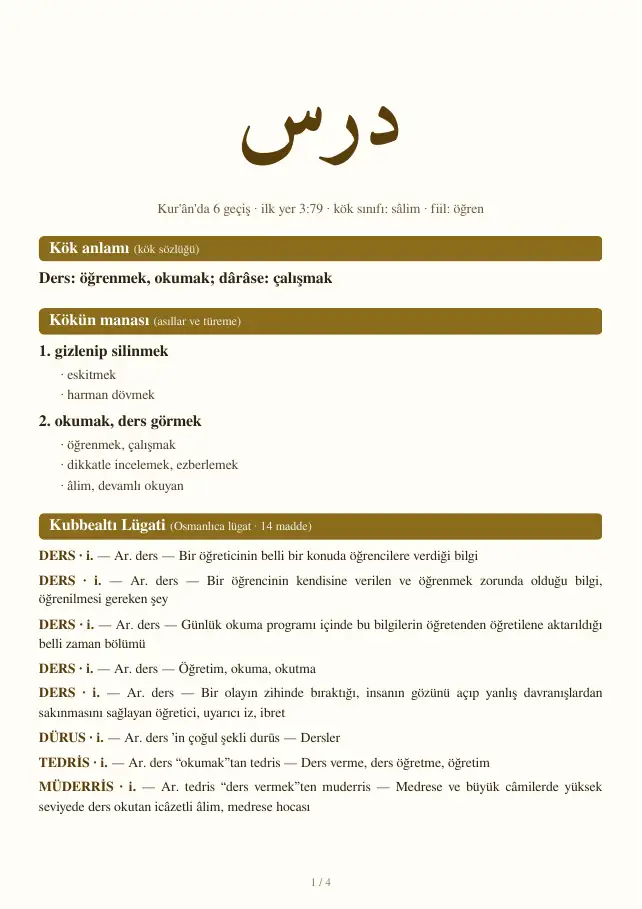 درس
Kur'ân'da 6 geçiş · ilk yer 3:79 · kök sınıfı: sâlim · fiil: öğren
Kök anlamı (kök sözlüğü)
Ders: öğrenmek, okumak; dârâse: çalışmak
Kökün manası (asıllar ve türeme)
1. gizlenip silinmek
· eskitmek
· harman dövmek
2. okumak, ders görmek
· öğrenmek, çalışmak
· dikkatle incelemek, ezberlemek
· âlim, devamlı okuyan
Kubbealtı Lügati (Osmanlıca lügat · 14 madde)
DERS · i. — Ar. ders — Bir öğreticinin belli bir konuda öğrencilere verdiği bilgi
DERS · i. — Ar. ders — Bir öğrencinin kendisine verilen ve öğrenmek zorunda olduğu bilgi,
öğrenilmesi gereken şey
DERS · i. — Ar. ders — Günlük okuma programı içinde bu bilgilerin öğretenden öğretilene aktarıldığı
belli zaman bölümü
DERS · i. — Ar. ders — Öğretim, okuma, okutma
DERS · i. — Ar. ders — Bir olayın zihinde bıraktığı, insanın gözünü açıp yanlış davranışlardan
sakınmasını sağlayan öğretici, uyarıcı iz, ibret
DÜRUS · i. — Ar. ders 'in çoğul şekli durūs — Dersler
TEDRİS · i. — Ar. ders “okumak”tan tedris — Ders verme, ders öğretme, öğretim
MÜDERRİS · i. — Ar. tedris “ders vermek”ten muderris — Medrese ve büyük câmilerde yüksek
seviyede ders okutan icâzetli âlim, medrese hocası
1 / 4